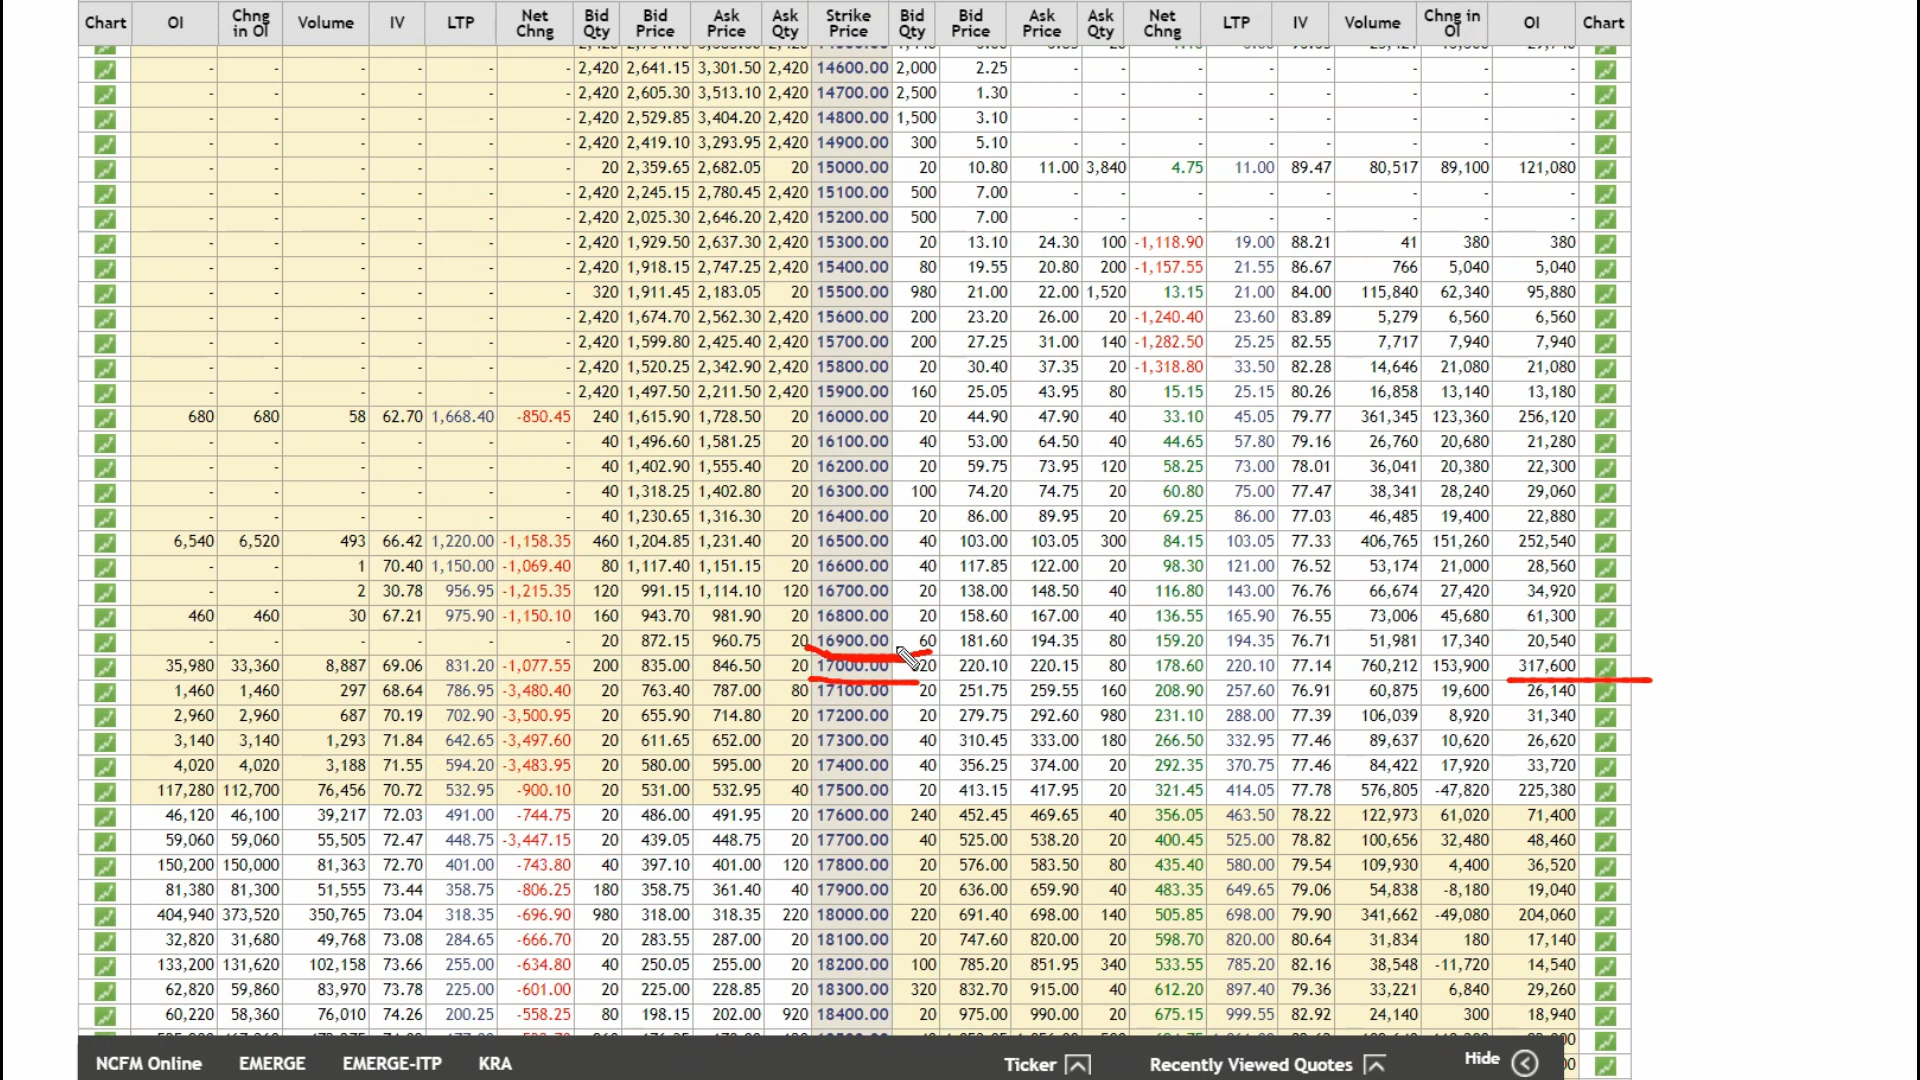 Chart OI Chng in OI Volume IV LTP Net Chng Bid Qty Bid Price Ask Price Ask Qty Strike Price Bid Qty Bid Price Ask Price Ask Qty Net Chng LTP IV Volume Chng in OI OI Chart
- - - - - - 2,420 2,641.15 3,301.50 2,420 14600.00 2,000 2.25 - - - - - - - -
- - - - - - 2,420 2,605.30 3,513.10 2,420 14700.00 2,500 1.30 - - - - - - - -
- - - - - - 2,420 2,529.85 3,404.20 2,420 14800.00 1,500 3.10 - - - - - - - -
- - - - - - 2,420 2,419.10 3,293.95 2,420 14900.00 300 5.10 - - - - - - - -
- - - - - - 20 2,359.65 2,682.05 20 15000.00 20 10.80 11.00 3,840 4.75 11.00 89.47 80,517 89,100 121,080
- - - - - - 2,420 2,245.15 2,780.45 2,420 15100.00 500 7.00 - - - - - - - -
- - - - - - 2,420 2,025.30 2,646.20 2,420 15200.00 500 7.00 - - - - - - - -
- - - - - - 2,420 1,929.50 2,637.30 2,420 15300.00 20 13.10 24.30 100 -1,118.90 19.00 88.21 41 380 380
- - - - - - 2,420 1,918.15 2,747.25 2,420 15400.00 80 19.55 20.80 200 -1,157.55 21.55 86.67 766 5,040 5,040
- - - - - - 320 1,911.45 2,183.05 20 15500.00 980 21.00 22.00 1,520 13.15 21.00 84.00 115,840 62,340 95,880
- - - - - - 2,420 1,674.70 2,562.30 2,420 15600.00 200 23.20 26.00 20 -1,240.40 23.60 83.89 5,279 6,560 6,560
- - - - - - 2,420 1,599.80 2,425.40 2,420 15700.00 200 27.25 31.00 140 -1,282.50 25.25 82.55 7,717 7,940 7,940
- - - - - - 2,420 1,520.25 2,342.90 2,420 15800.00 20 30.40 37.35 20 -1,318.80 33.50 82.28 14,646 21,080 21,080
- - - - - - 2,420 1,497.50 2,211.50 2,420 15900.00 160 25.05 43.95 80 15.15 25.15 80.26 16,858 13,140 13,180
680 680 58 62.70 1,668.40 -850.45 240 1,615.90 1,728.50 20 16000.00 20 44.90 47.90 40 33.10 45.05 79.77 361,345 123,360 256,120
- - - - - - 40 1,496.60 1,581.25 20 16100.00 40 53.00 64.50 40 44.65 57.80 79.16 26,760 20,680 21,280
- - - - - - 40 1,402.90 1,555.40 20 16200.00 20 59.75 73.95 120 58.25 73.00 78.01 36,041 20,380 22,300
- - - - - - 40 1,318.25 1,402.80 20 16300.00 100 74.20 74.75 20 60.80 75.00 77.47 38,341 28,240 29,060
- - - - - - 40 1,230.65 1,316.30 20 16400.00 20 86.00 89.95 20 69.25 86.00 77.03 46,485 19,400 22,880
6,540 6,520 493 66.42 1,220.00 -1,158.35 460 1,204.85 1,231.40 20 16500.00 40 103.00 103.05 300 84.15 103.05 77.33 406,765 151,260 252,540
- - 1 70.40 1,150.00 -1,069.40 80 1,117.40 1,151.15 20 16600.00 40 117.85 122.00 20 98.30 121.00 76.52 53,174 21,000 28,560
- - 2 30.78 956.95 -1,215.35 120 991.15 1,114.10 120 16700.00 20 138.00 148.50 40 116.80 143.00 76.76 66,674 27,420 34,920
460 460 30 67.21 975.90 -1,150.10 160 943.70 981.90 20 16800.00 20 158.60 167.00 40 136.55 165.90 76.55 73,006 45,680 61,300
- - - - - - 20 872.15 960.75 20 16900.00 60 181.60 194.35 80 159.20 194.35 76.71 51,981 17,340 20,540
35,980 33,360 8,887 69.06 831.20 -1,077.55 200 835.00 846.50 20 17000.00 220.10 220.15 80 178.60 220.10 77.14 760,212 153,900 317,600
1,460 1,460 297 68.64 786.95 -3,480.40 20 763.40 787.00 80 17100.00 20 251.75 259.55 160 208.90 257.60 76.91 60,875 19,600 26,140
2,960 2,960 687 70.19 702.90 -3,500.95 20 655.90 714.80 20 17200.00 20 279.75 292.60 980 231.10 288.00 77.39 106,039 8,920 31,340
3,140 3,140 1,293 71.84 642.65 -3,497.60 20 611.65 652.00 20 17300.00 40 310.45 333.00 180 266.50 332.95 77.46 89,637 10,620 26,620
4,020 4,020 3,188 71.55 594.20 -3,483.95 20 580.00 595.00 20 17400.00 40 356.25 374.00 20 292.35 370.75 77.46 84,422 17,920 33,720
117,280 112,700 76,456 70.72 532.95 -900.10 20 531.00 532.95 40 17500.00 20 413.15 417.95 20 321.45 414.05 77.78 576,805 -47,820 225,380
46,120 46,100 39,217 72.03 491.00 -744.75 20 486.00 491.95 20 17600.00 240 452.45 469.65 40 356.05 463.50 78.22 122,973 61,020 71,400
59,060 59,060 55,505 72.47 448.75 -3,447.15 20 439.05 448.75 20 17700.00 40 525.00 538.20 20 400.45 525.00 78.82 100,656 32,480 48,460
150,200 150,000 81,363 72.70 401.00 -743.80 40 397.10 401.00 120 17800.00 20 576.00 583.50 80 435.40 580.00 79.54 109,930 4,400 36,520
81,380 81,300 51,555 73.44 358.75 -806.25 180 358.75 361.40 40 17900.00 20 636.00 659.90 40 483.35 649.65 79.06 54,838 -8,180 19,040
404,940 373,520 350,765 73.04 318.35 -696.90 980 318.00 318.35 220 18000.00 220 691.40 698.00 140 505.85 698.00 79.90 341,662 -49,080 204,060
32,820 31,680 49,768 73.08 284.65 -666.70 20 283.55 287.00 20 18100.00 20 747.60 820.00 20 598.70 820.00 80.64 31,834 180 17,140
133,200 131,620 102,158 73.66 255.00 -634.80 40 250.05 255.00 20 18200.00 100 785.20 851.95 340 533.55 785.20 82.16 38,548 -11,720 14,540
62,820 59,860 83,970 73.78 225.00 -601.00 20 225.00 228.85 20 18300.00 320 832.70 915.00 40 612.20 897.40 79.36 33,221 6,840 29,260
60,220 58,360 76,010 74.26 200.25 -558.25 80 198.15 202.00 920 18400.00 20 975.00 990.00 20 675.15 999.55 82.92 24,140 300 18,940
NCFM Online EMERGE EMERGE-ITP KRA Ticker Recently Viewed Quotes Hide